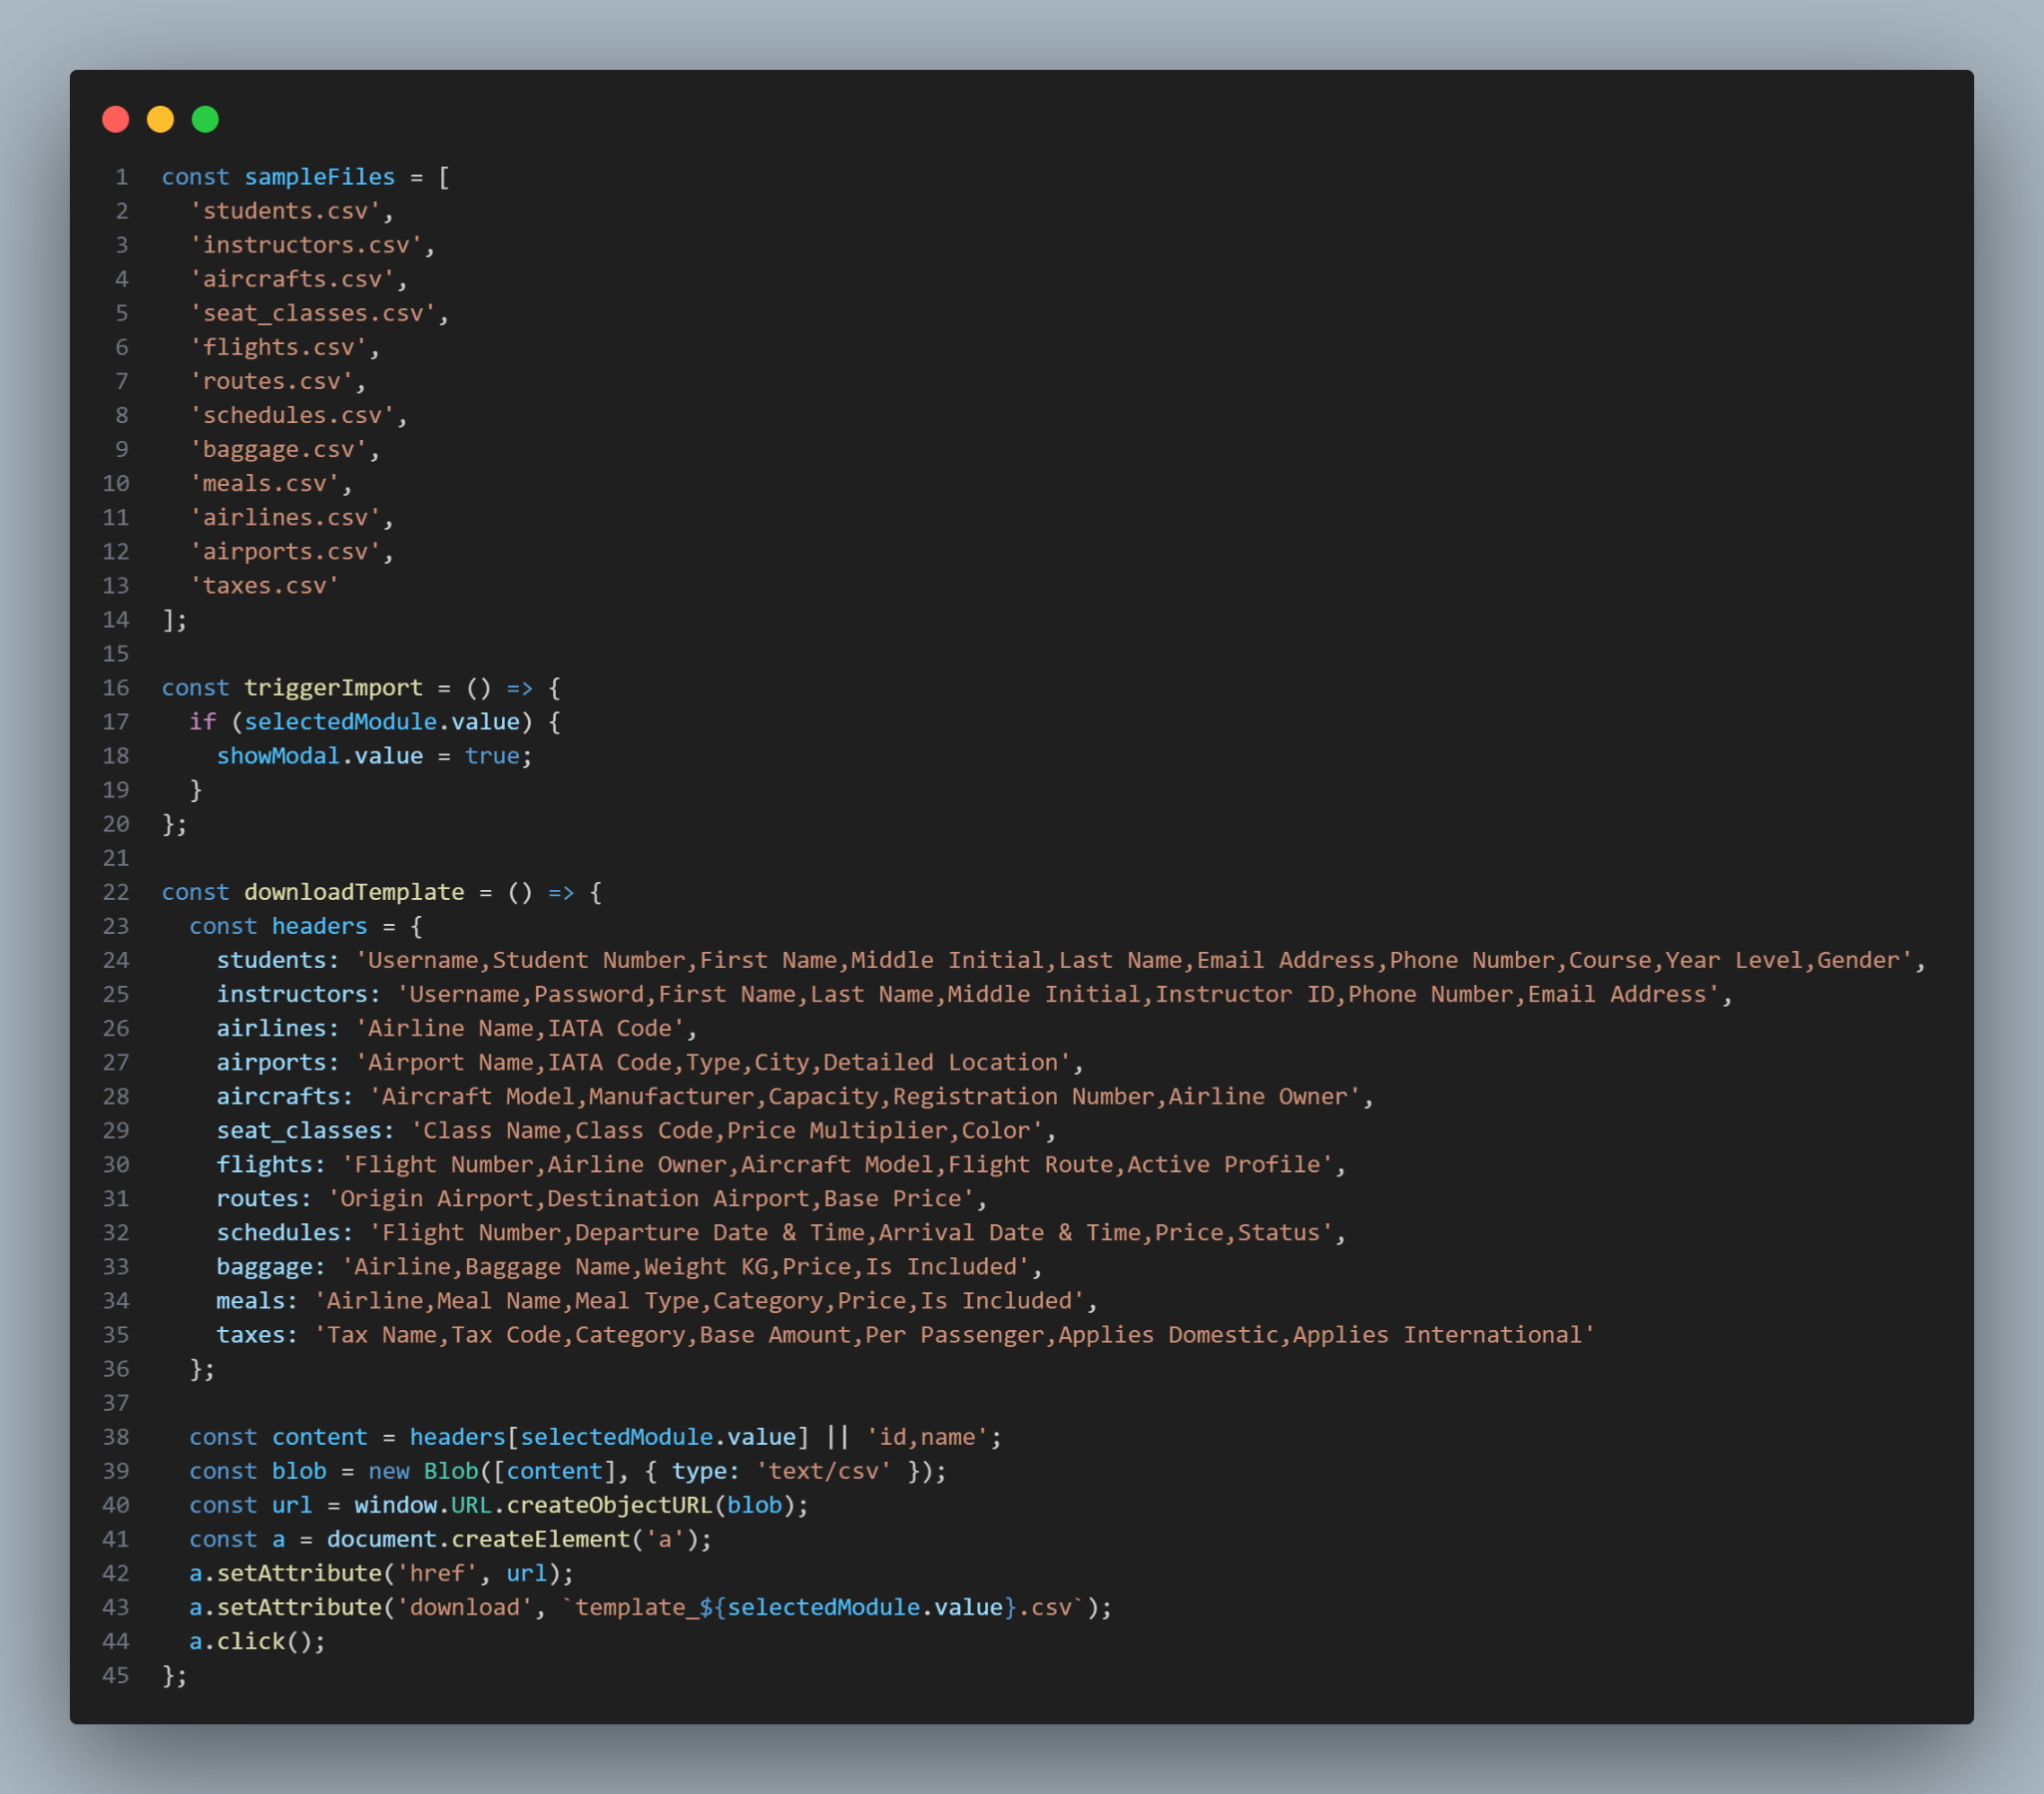 1 const sampleFiles = [
2 'students.csv',
3 'instructors.csv',
4 'aircrafts.csv',
5 'seat_classes.csv',
6 'flights.csv',
7 'routes.csv',
8 'schedules.csv',
9 'baggage.csv',
10 'meals.csv',
11 'airlines.csv',
12 'airports.csv',
13 'taxes.csv'
14 ];
15
16 const triggerImport = () => {
17 if (selectedModule.value) {
18 showModal.value = true;
19 }
20 };
21
22 const downloadTemplate = () => {
23 const headers = {
24 students: 'Username,Student Number,First Name,Middle Initial,Last Name,Email Address,Phone Number,Course,Year Level,Gender',
25 instructors: 'Username,Password,First Name,Last Name,Middle Initial,Instructor ID,Phone Number,Email Address',
26 airlines: 'Airline Name,IATA Code',
27 airports: 'Airport Name,IATA Code,Type,City,Detailed Location',
28 aircrafts: 'Aircraft Model,Manufacturer,Capacity,Registration Number,Airline Owner',
29 seat_classes: 'Class Name,Class Code,Price Multiplier,Color',
30 flights: 'Flight Number,Airline Owner,Aircraft Model,Flight Route,Active Profile',
31 routes: 'Origin Airport,Destination Airport,Base Price',
32 schedules: 'Flight Number,Departure Date & Time,Arrival Date & Time,Price,Status',
33 baggage: 'Airline,Baggage Name,Weight KG,Price,Is Included',
34 meals: 'Airline,Meal Name,Meal Type,Category,Price,Is Included',
35 taxes: 'Tax Name,Tax Code,Category,Base Amount,Per Passenger,Applies Domestic,Applies International'
36 };
37
38 const content = headers[selectedModule.value] || 'id,name';
39 const blob = new Blob([content], { type: 'text/csv' });
40 const url = window.URL.createObjectURL(blob);
41 const a = document.createElement('a');
42 a.setAttribute('href', url);
43 a.setAttribute('download', `template_${selectedModule.value}.csv`);
44 a.click();
45 };